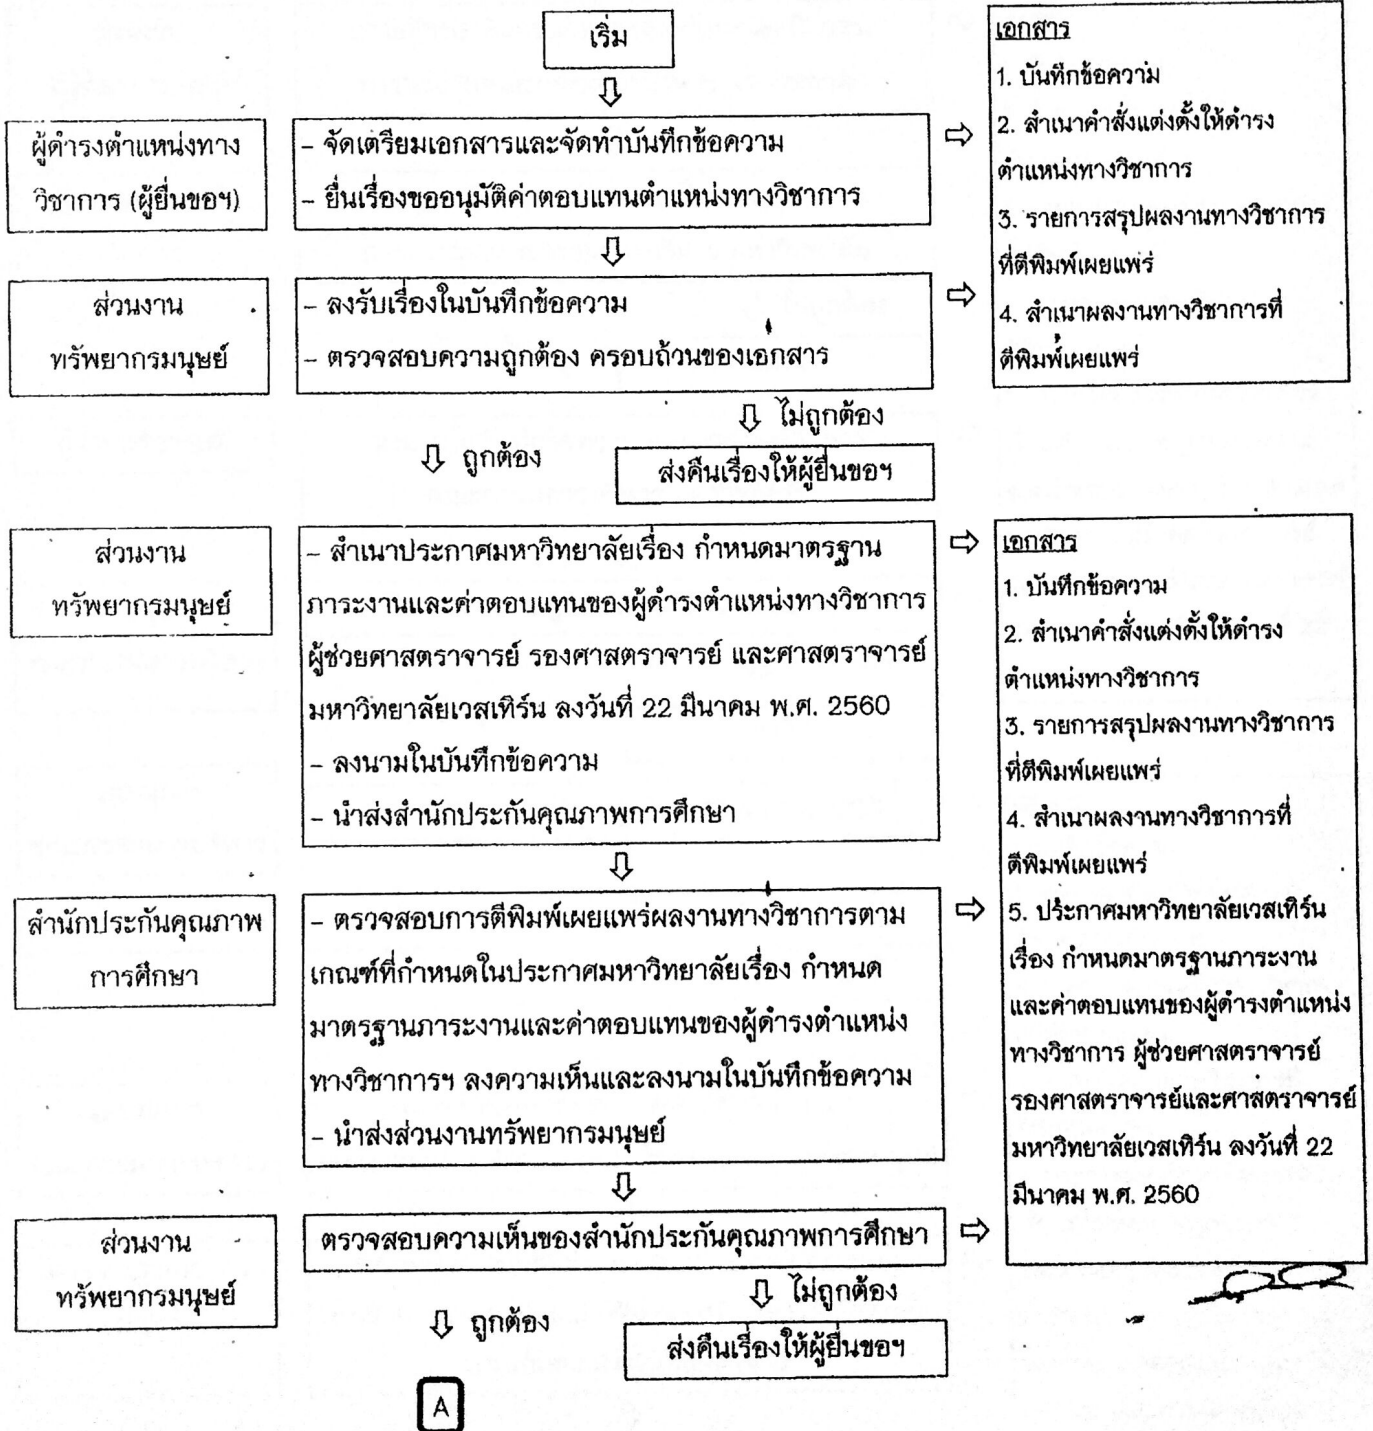 เริ่ม
ผู้ดำรงตำแหน่งทาง
วิชาการ (ผู้ยื่นขอฯ)
– จัดเตรียมเอกสารและจัดทำบันทึกข้อความ
– ยื่นเรื่องขออนุมัติค่าตอบแทนตำแหน่งทางวิชาการ
เอกสาร
1. บันทึกข้อความ
2. สำเนาคำสั่งแต่งตั้งให้ดำรง
ตำแหน่งทางวิชาการ
3. รายการสรุปผลงานทางวิชาการ
ที่ตีพิมพ์เผยแพร่
4. สำเนาผลงานทางวิชาการที่
ตีพิมพ์เผยแพร่
ส่วนงาน
ทรัพยากรมนุษย์
– ลงรับเรื่องในบันทึกข้อความ
– ตรวจสอบความถูกต้อง ครอบถ้วนของเอกสาร
ไม่ถูกต้อง
ถูกต้อง
ส่งคืนเรื่องให้ผู้ยื่นขอฯ
ส่วนงาน
ทรัพยากรมนุษย์
– สำเนาประกาศมหาวิทยาลัยเรื่อง กำหนดมาตรฐาน
ภาระงานและค่าตอบแทนของผู้ดำรงตำแหน่งทางวิชาการ
ผู้ช่วยศาสตราจารย์ รองศาสตราจารย์ และศาสตราจารย์
มหาวิทยาลัยเวสเทิร์น ลงวันที่ 22 มีนาคม พ.ศ. 2560
– ลงนามในบันทึกข้อความ
– นำส่งสำนักประกันคุณภาพการศึกษา
เอกสาร
1. บันทึกข้อความ
2. สำเนาคำสั่งแต่งตั้งให้ดำรง
ตำแหน่งทางวิชาการ
3. รายการสรุปผลงานทางวิชาการ
ที่ตีพิมพ์เผยแพร่
4. สำเนาผลงานทางวิชาการที่
ตีพิมพ์เผยแพร่
5. ประกาศมหาวิทยาลัยเวสเทิร์น
เรื่อง กำหนดมาตรฐานภาระงาน
และค่าตอบแทนของผู้ดำรงตำแหน่ง
ทางวิชาการ ผู้ช่วยศาสตราจารย์
รองศาสตราจารย์และศาสตราจารย์
มหาวิทยาลัยเวสเทิร์น ลงวันที่ 22
มีนาคม พ.ศ. 2560
สำนักประกันคุณภาพ
การศึกษา
– ตรวจสอบการตีพิมพ์เผยแพร่ผลงานทางวิชาการตาม
เกณฑ์ที่กำหนดในประกาศมหาวิทยาลัยเรื่อง กำหนด
มาตรฐานภาระงานและค่าตอบแทนของผู้ดำรงตำแหน่ง
ทางวิชาการฯ ลงความเห็นและลงนามในบันทึกข้อความ
– นำส่งส่วนงานทรัพยากรมนุษย์
ส่วนงาน
ทรัพยากรมนุษย์
ตรวจสอบความเห็นของสำนักประกันคุณภาพการศึกษา
ไม่ถูกต้อง
ถูกต้อง
ส่งคืนเรื่องให้ผู้ยื่นขอฯ
A